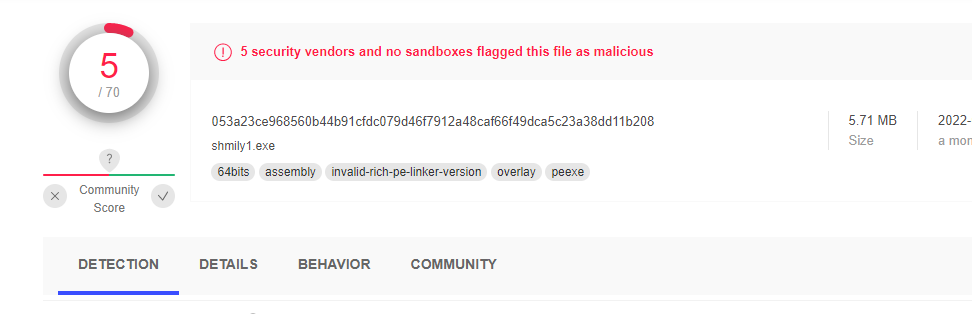 5
/ 70
?
Community
Score
5 security vendors and no sandboxes flagged this file as malicious
053a23ce968560b44b91cfdc079d46f7912a48caf66f49dca5c23a38dd11b208
shmily1.exe
64bits assembly invalid-rich-pe-linker-version overlay peexe
5.71 MB
Size
2022-
a mon
DETECTION DETAILS BEHAVIOR COMMUNITY